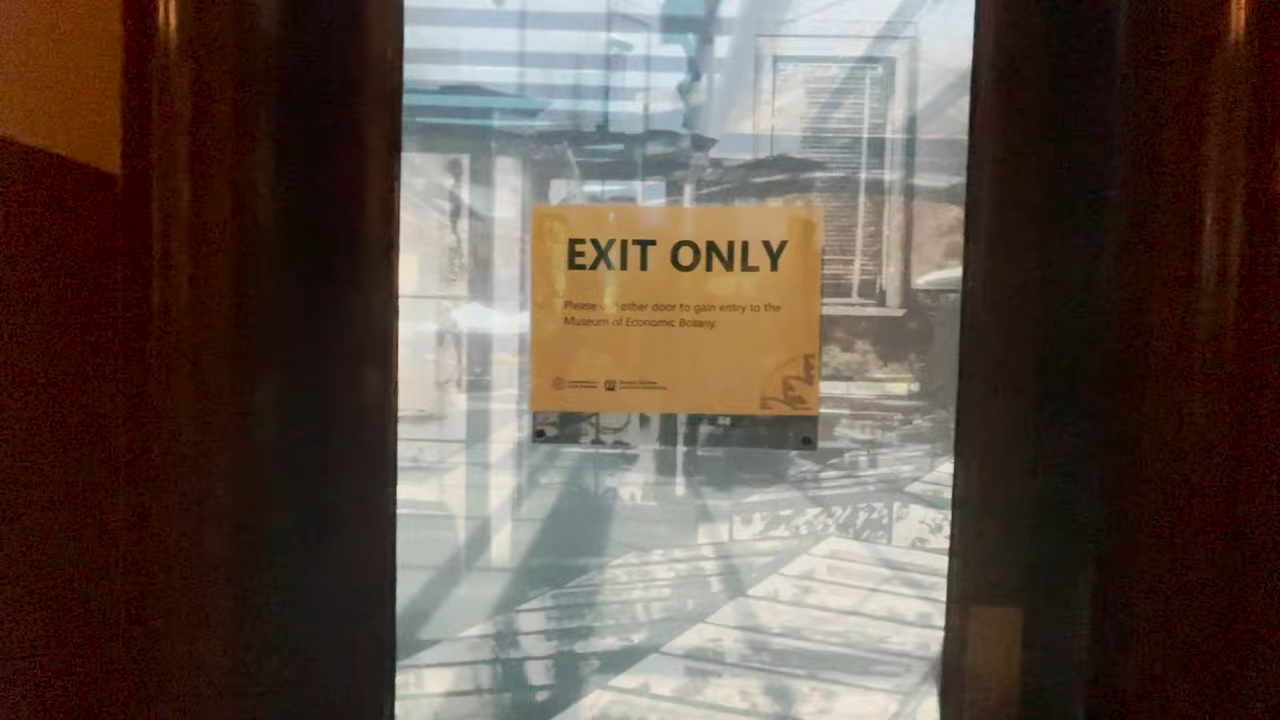 EXIT ONLY
Please other door to gain entry to the
Museum of Economic Botany.